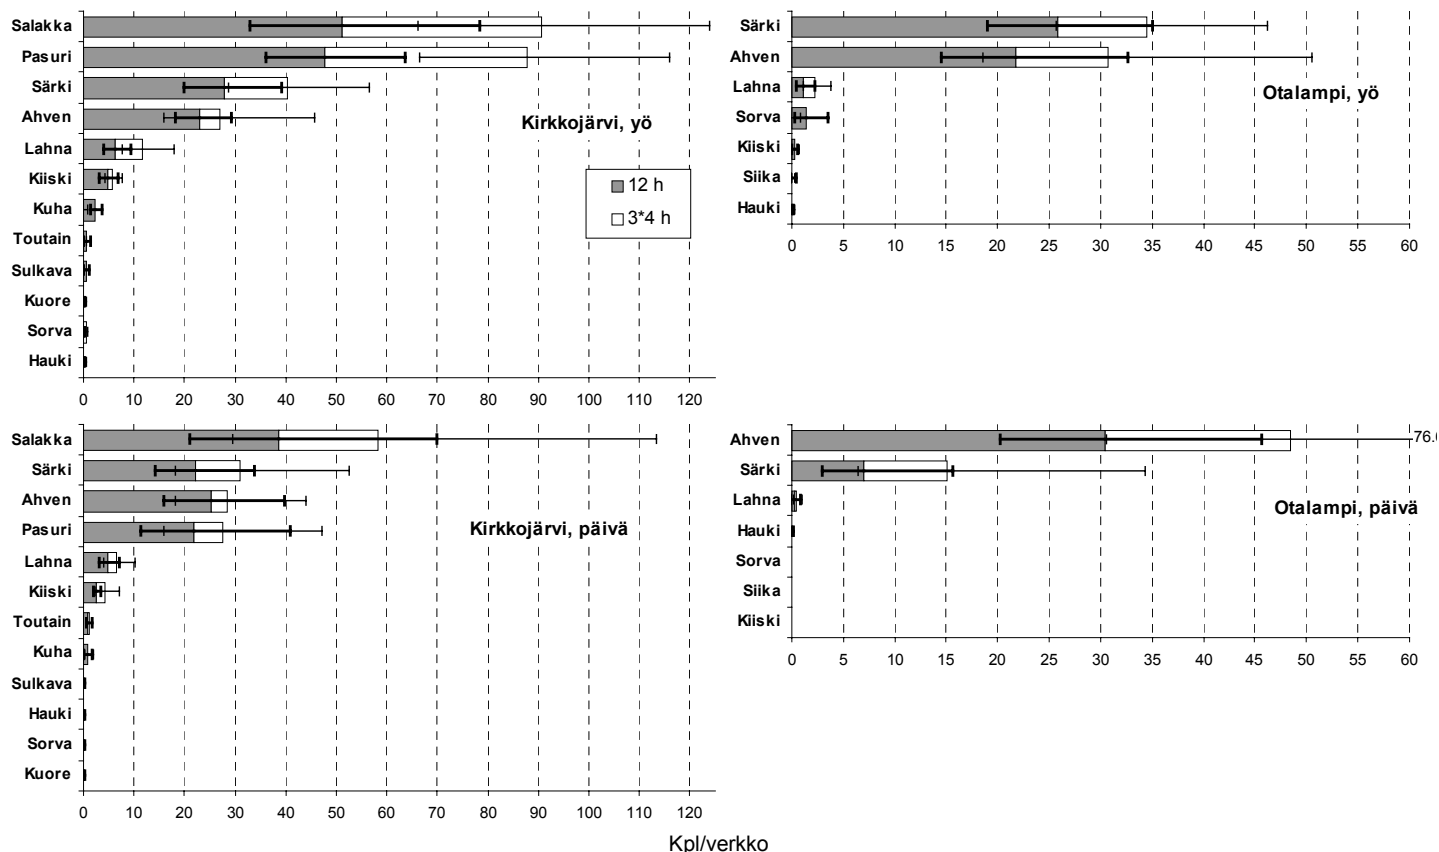 Salakka
Pasuri
Särki
Ahven
Lahna
Kiiski
Kuha
Toutain
Sulkava
Kuore
Sorva
Hauki
Kirkkojärvi, yö
12 h
3*4 h
0 10 20 30 40 50 60 70 80 90 100 110 120
Särki
Ahven
Lahna
Sorva
Kiiski
Siika
Hauki
Otalampi, yö
0 5 10 15 20 25 30 35 40 45 50 55 60
Salakka
Särki
Ahven
Pasuri
Lahna
Kiiski
Toutain
Kuha
Sulkava
Hauki
Sorva
Kuore
Kirkkojärvi, päivä
0 10 20 30 40 50 60 70 80 90 100 110 120
Ahven
Särki
Lahna
Hauki
Sorva
Siika
Kiiski
Otalampi, päivä
0 5 10 15 20 25 30 35 40 45 50 55 60
Kpl/verkko